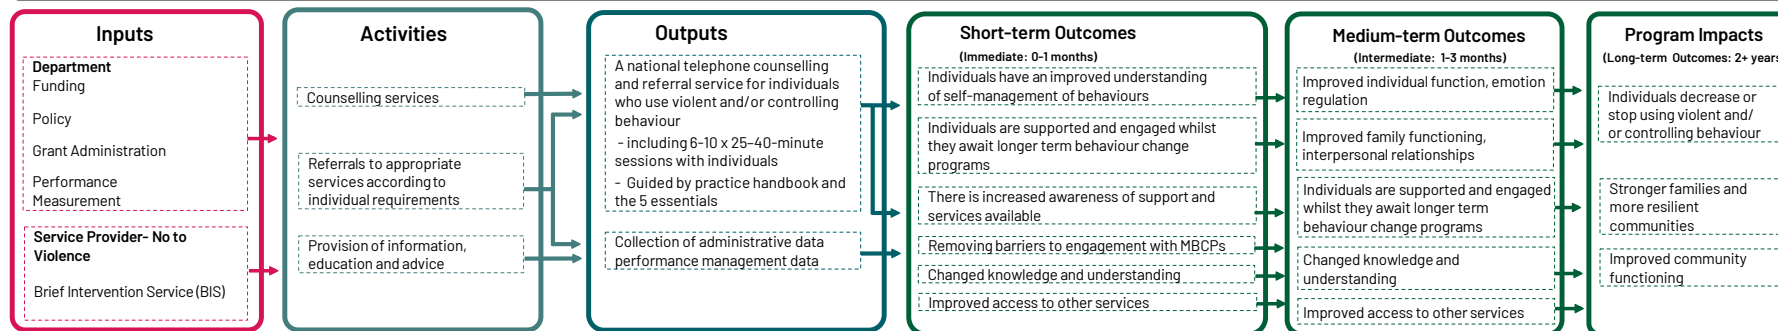 Inputs
Department
Funding
Policy
Grant Administration
Performance
Measurement
Service Provider- No to
Violence
Brief Intervention Service (BIS)
Activities
Counselling services
Referrals to appropriate
services according to
individual requirements
Provision of information,
education and advice
Outputs
A national telephone counselling
and referral service for individuals
who use violent and/or controlling
behaviour
- including 6-10 x 25-40-minute
sessions with individuals
- Guided by practice handbook and
the 5 essentials
Collection of administrative data
performance management data
Short-term Outcomes
(Immediate: 0-1 months)
Individuals have an improved understanding
of self-management of behaviours
Individuals are supported and engaged whilst
they await longer term behaviour change
programs
There is increased awareness of support and
services available
Removing barriers to engagement with MBCPs
Changed knowledge and understanding
Improved access to other services
Medium-term Outcomes
(Intermediate: 1-3 months)
Improved individual function, emotion
regulation
Improved family functioning,
interpersonal relationships
Individuals are supported and engaged
whilst they await longer term
behaviour change programs
Changed knowledge and
understanding
Improved access to other services
Program Impacts
(Long-term Outcomes: 2+ years
Individuals decrease or
stop using violent and/
or controlling behaviour
Stronger families and
more resilient
communities
Improved community
functioning